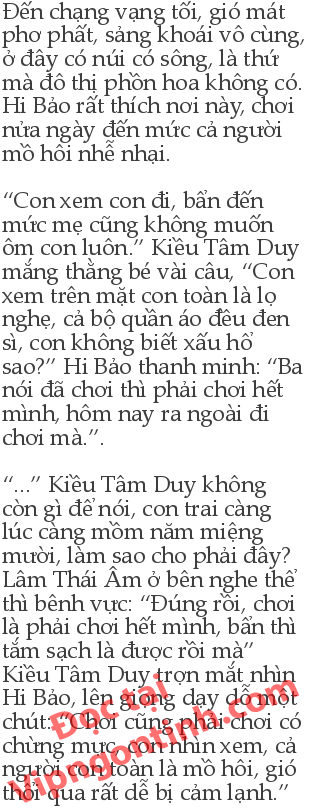 Đến chạng vạng tối, gió mát
phơ phất, sảng khoái vô cùng,
ở đây có núi có sông, là thứ
mà đô thị phồn hoa không có.
Hi Bảo rất thích nơi này, chơi
nửa ngày đến mức cả người
mồ hôi nhễ nhại.
“Con xem con đi, bẩn đến
mức mẹ cũng không muốn
ôm con luôn.” Kiều Tâm Duy
mắng thằng bé vài câu, “Con
xem trên mặt con toàn là lọ
nghẹ, cả bộ quần áo đều đen
sì, con không biết xấu hổ
sao?” Hi Bảo thanh minh: “Ba
nói đã chơi thì phải chơi hết
mình, hôm nay ra ngoài đi
chơi mà.”.
“...” Kiều Tâm Duy không
còn gì để nói, con trai càng
lúc càng mồm năm miệng
mười, làm sao cho phải đây?
Lâm Thái Âm ở bên nghe thể
thì bênh vực: “Đúng rồi, chơi
là phải chơi hết mình, bẩn thì
tắm sạch là được rồi mà”
Kiều Tâm Duy trợn mắt nhìn
Hi Bảo, lên giọng dạy dỗ một
chút: “Chơi cũng phải chơi có
chừng mực, con nhìn xem, cả
người con toàn là mồ hôi, gió
thổi qua rất dễ bị cảm lạnh.”
Đọc tại
Vipngontinh.com